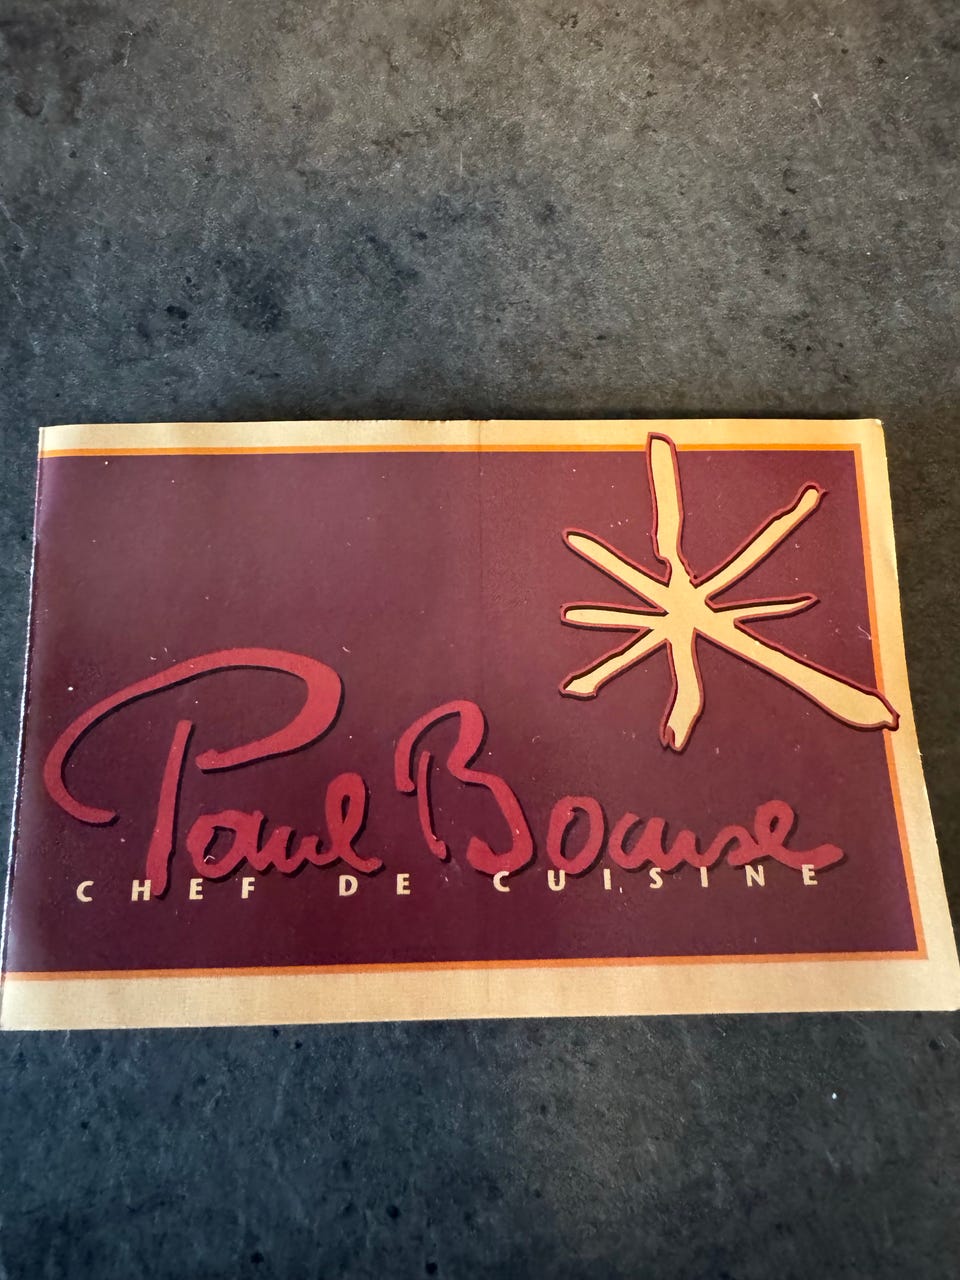 Paul Bocuse
CHEF DE CUISINE